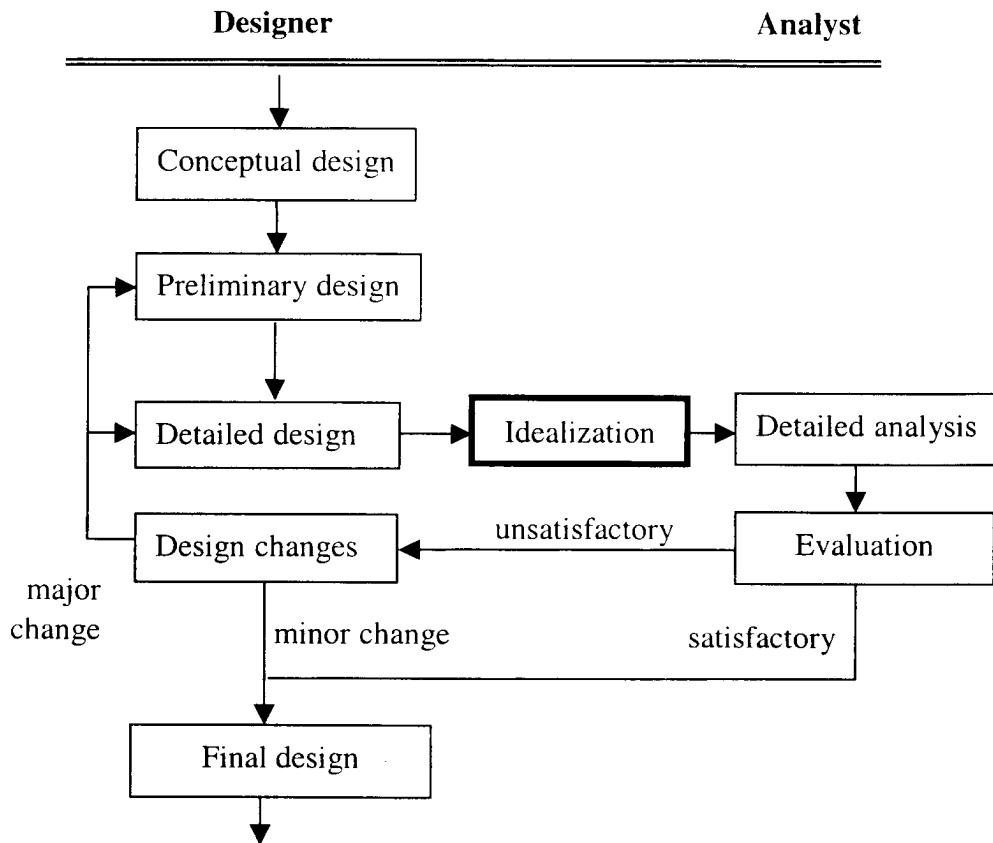 Designer
Analyst
Conceptual design
Preliminary design
Detailed design
Idealization
Detailed analysis
Design changes
unsatisfactory
Evaluation
major
change
minor change
satisfactory
Final design